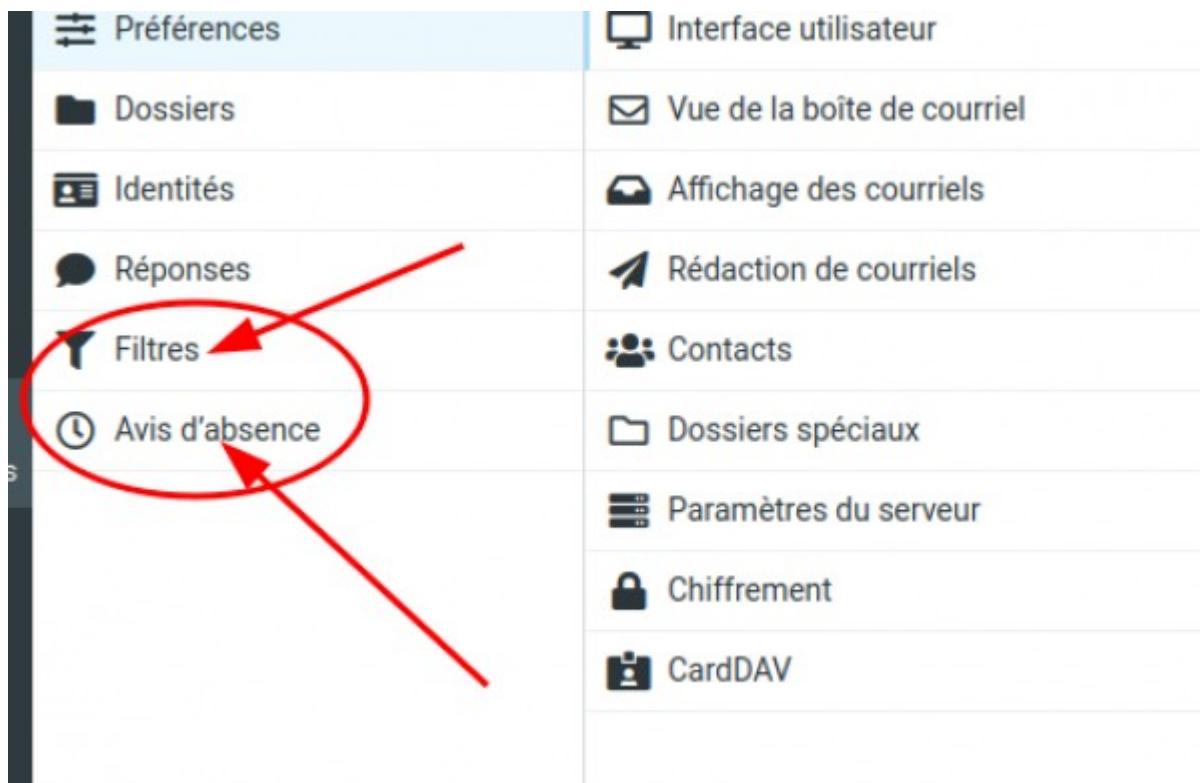 Préférences
Dossiers
Identités
Réponses
Filtres
Avis d'absence
s
Interface utilisateur
Vue de la boîte de courriel
Affichage des courriels
Rédaction de courriels
Contacts
Dossiers spéciaux
Paramètres du serveur
Chiffrement
CardDAV